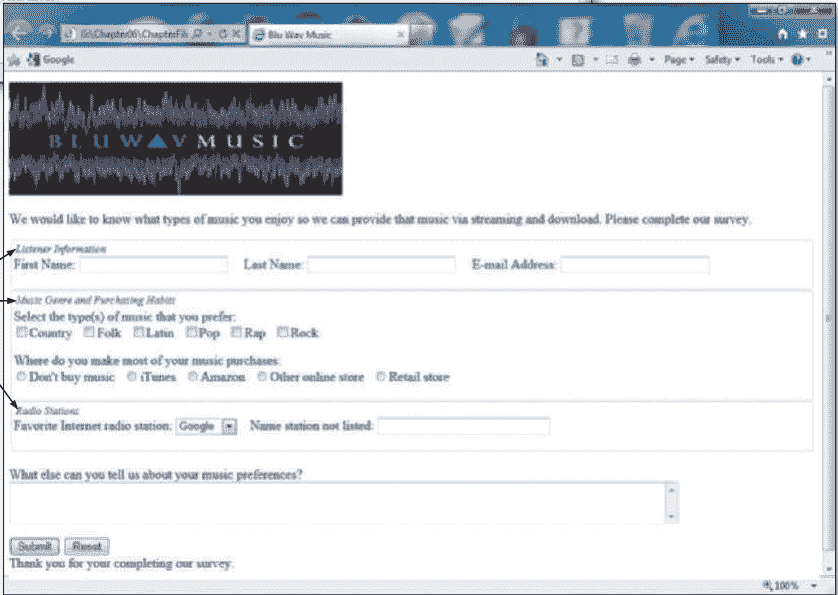 Blu Wav Music
Google
Page
Safety
Tools
BLUWAVMUSIC
We would like to know what types of music you enjoy so we can provide that music via streaming and download. Please complete our survey.
Listener Information
First Name: Last Name: E-mail Address:
Music Genre and Purchasing Habits
Select the type(s) of music that you prefer:
Country Folk Latin Pop Rap Rock
Where do you make most of your music purchases:
Don't buy music iTunes Amazon Other online store Retail store
Radio Stations
Favorite Internet radio station: Google Name station not listed:
What else can you tell us about your music preferences?
Submit Reset
Thank you for your completing our survey.
100%